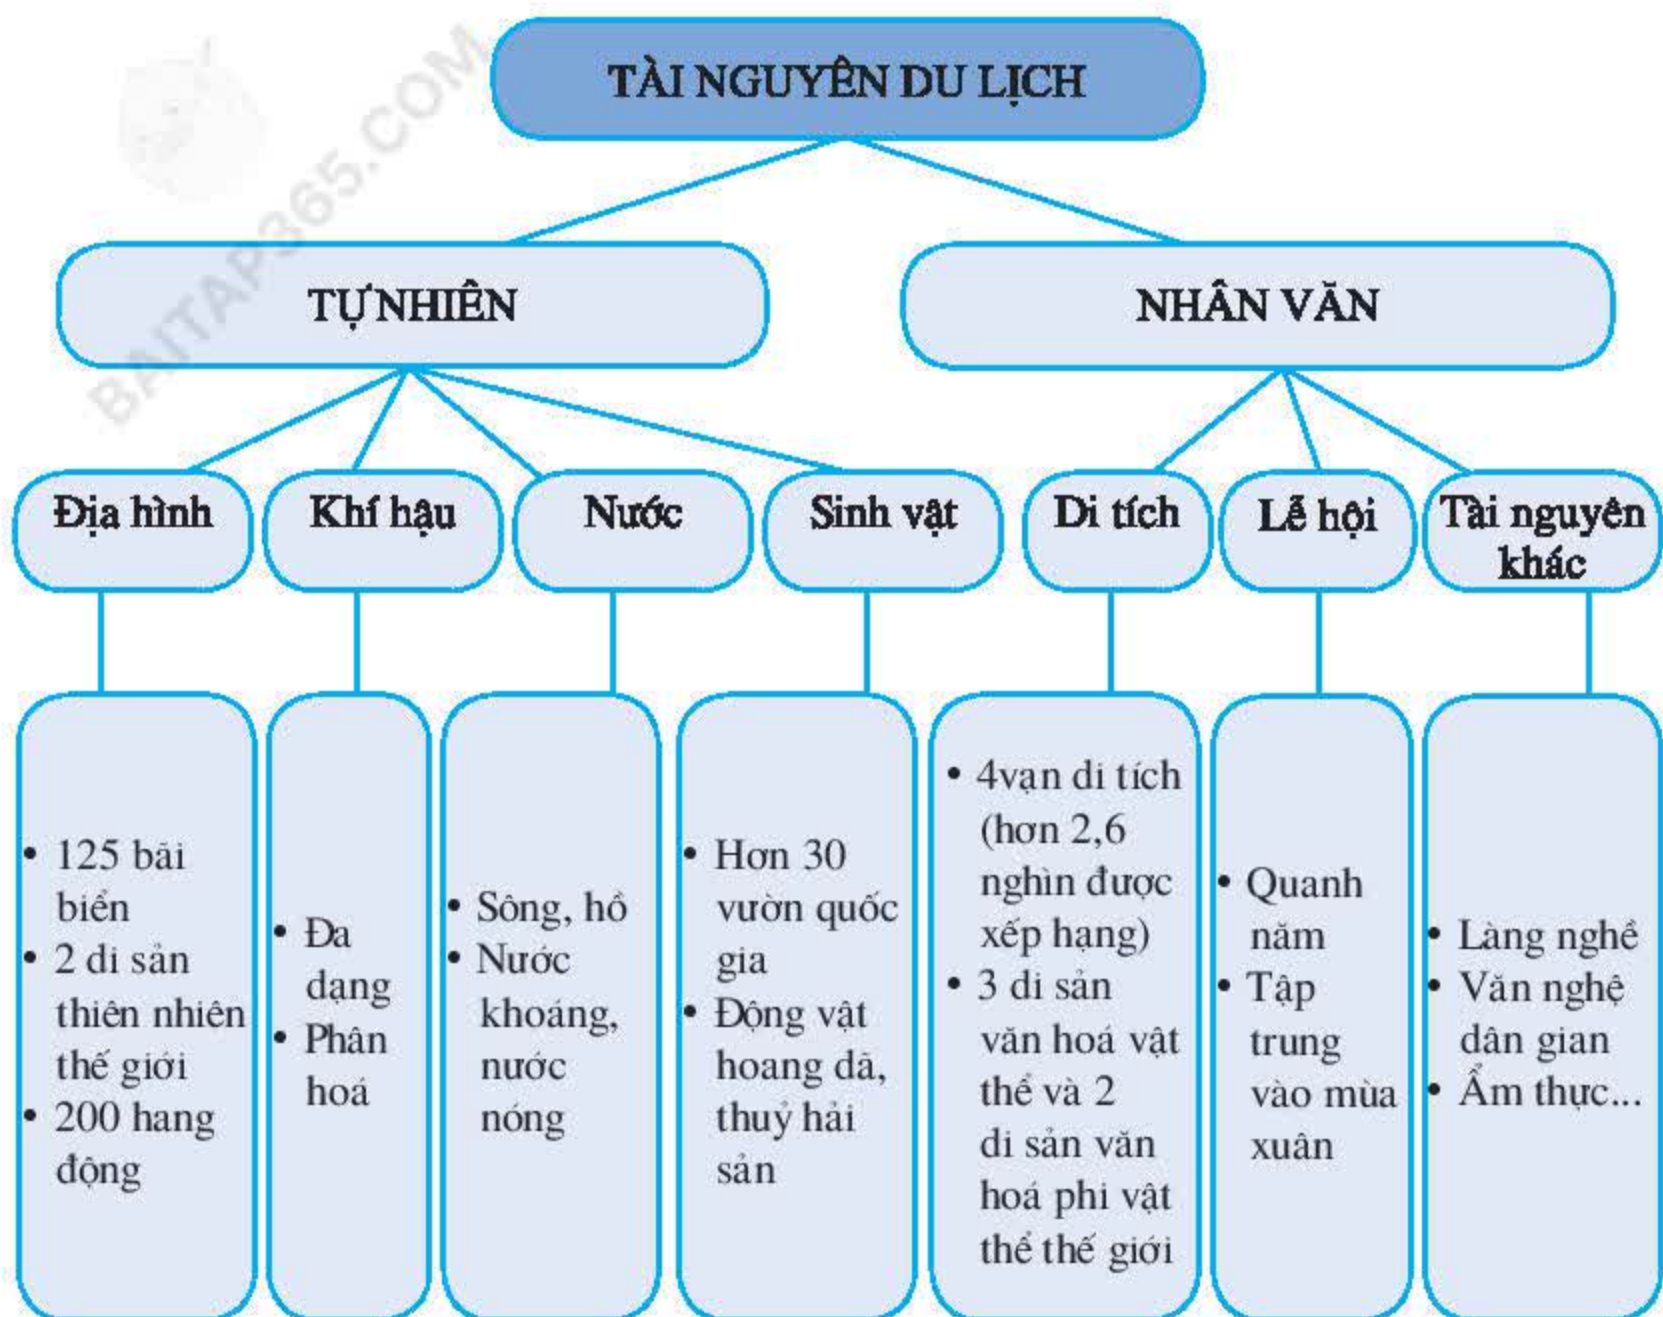 TÀI NGUYÊN DU LỊCH
BAITAP365.COM
TỰ NHIÊN
NHÂN VĂN
Địa hình
Khí hậu
Nước
Sinh vật
Di tích
Lễ hội
Tài nguyên
khác
• 125 bãi
biển
• 2 di sản
thiên nhiên
thế giới
• 200 hang
động
• Đa
dạng
• Phân
hoá
• Sông, hồ
• Nước
khoáng,
nước
nóng
• Hơn 30
vườn quốc
gia
• Động vật
hoang dã,
thuỷ hải
sản
• 4vạn di tích
(hơn 2,6
nghìn được
xếp hạng)
• 3 di sản
văn hoá vật
thể và 2
di sản văn
hoá phi vật
thể thế giới
• Quanh
năm
• Tập
trung
vào mùa
xuân
• Làng nghề
• Văn nghệ
dân gian
• Ẩm thực...